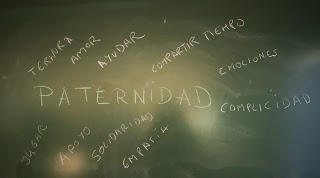 TERNURA
AMOR
AYUDAR
COMPARTIR TIEMPO
EMOCIONES
PATERNIDAD
COMPLICIDAD
JUGAR
APOYO
SOLIDARIDAD
EMPATÍA